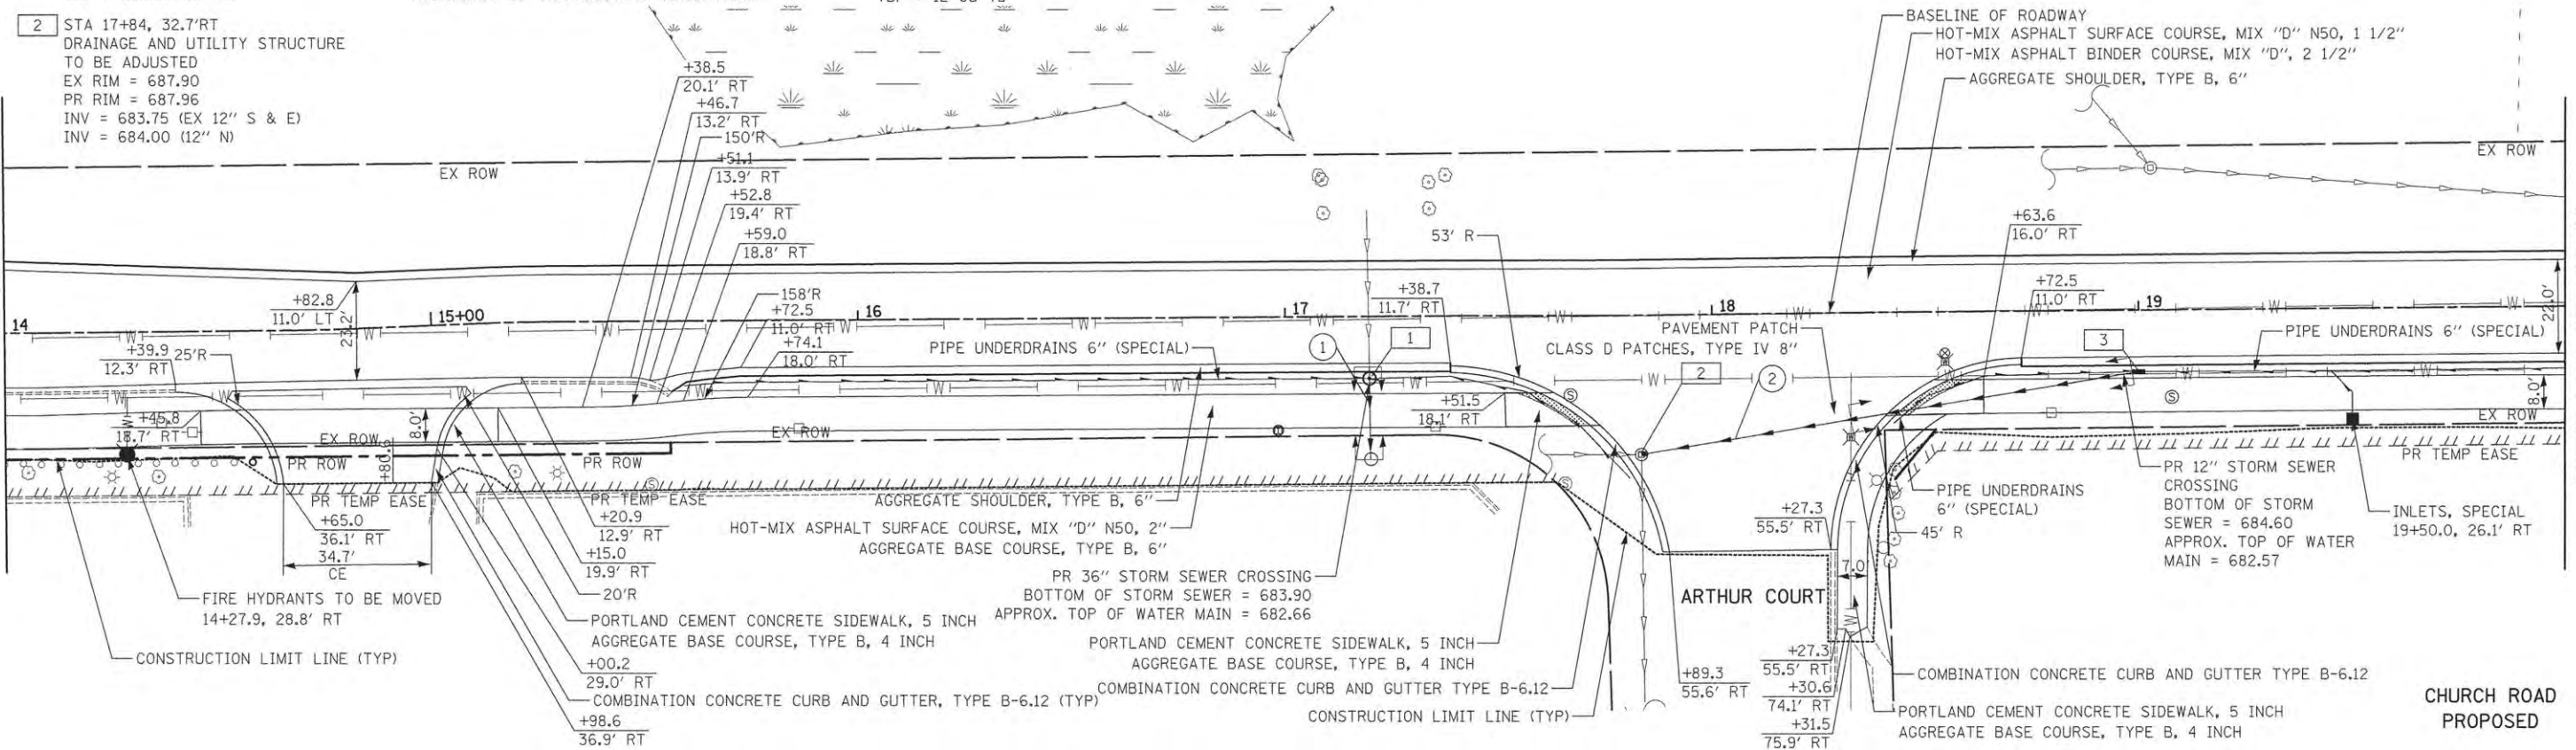 2
STA 17+84, 32.7'RT
DRAINAGE AND UTILITY STRUCTURE
TO BE ADJUSTED
EX RIM = 687.90
PR RIM = 687.96
INV = 683.75 (EX 12" S & E)
INV = 684.00 (12" N)
BASELINE OF ROADWAY
HOT-MIX ASPHALT SURFACE COURSE, MIX "D" N50, 1 1/2"
HOT-MIX ASPHALT BINDER COURSE, MIX "D", 2 1/2"
AGGREGATE SHOULDER, TYPE B, 6"
+38.5
20.1' RT
+46.7
13.2' RT
150'R
+51.1
13.9' RT
+52.8
19.4' RT
+59.0
18.8' RT
EX ROW
EX ROW
53' R
+63.6
16.0' RT
+82.8
11.0' LT
23.2'
158'R
+72.5
11.0' RT
+74.1
18.0' RT
+38.7
11.7' RT
+72.5
11.0' RT
22.0'
14
15+00
16
17
18
19
W
W
W
W
W
W
W
W
W
W
W
+39.9
12.3' RT
25'R
PIPE UNDERDRAINS 6" (SPECIAL)
1
1
PAVEMENT PATCH
CLASS D PATCHES, TYPE IV 8"
2
2
3
PIPE UNDERDRAINS 6" (SPECIAL)
+45.8
18.7' RT
8.0'
+51.5
18.1' RT
8.0'
EX ROW
EX ROW
EX ROW
PR ROW
PR ROW
+80.6
PR TEMP EASE
PR TEMP EASE
PR TEMP EASE
AGGREGATE SHOULDER, TYPE B, 6"
HOT-MIX ASPHALT SURFACE COURSE, MIX "D" N50, 2"
AGGREGATE BASE COURSE, TYPE B, 6"
+65.0
36.1' RT
34.7'
CE
+20.9
12.9' RT
+15.0
19.9' RT
20'R
+27.3
55.5' RT
7.0'
45' R
PIPE UNDERDRAINS
6" (SPECIAL)
PR 12" STORM SEWER
CROSSING
BOTTOM OF STORM
SEWER = 684.60
APPROX. TOP OF WATER
MAIN = 682.57
INLETS, SPECIAL
19+50.0, 26.1' RT
FIRE HYDRANTS TO BE MOVED
14+27.9, 28.8' RT
PR 36" STORM SEWER CROSSING
BOTTOM OF STORM SEWER = 683.90
APPROX. TOP OF WATER MAIN = 682.66
ARTHUR COURT
PORTLAND CEMENT CONCRETE SIDEWALK, 5 INCH
AGGREGATE BASE COURSE, TYPE B, 4 INCH
PORTLAND CEMENT CONCRETE SIDEWALK, 5 INCH
AGGREGATE BASE COURSE, TYPE B, 4 INCH
CONSTRUCTION LIMIT LINE (TYP)
+00.2
29.0' RT
COMBINATION CONCRETE CURB AND GUTTER, TYPE B-6.12 (TYP)
COMBINATION CONCRETE CURB AND GUTTER TYPE B-6.12
CONSTRUCTION LIMIT LINE (TYP)
+98.6
36.9' RT
+89.3
55.6' RT
+27.3
55.5' RT
+30.6
74.1' RT
+31.5
75.9' RT
COMBINATION CONCRETE CURB AND GUTTER TYPE B-6.12
PORTLAND CEMENT CONCRETE SIDEWALK, 5 INCH
AGGREGATE BASE COURSE, TYPE B, 4 INCH
CHURCH ROAD
PROPOSED